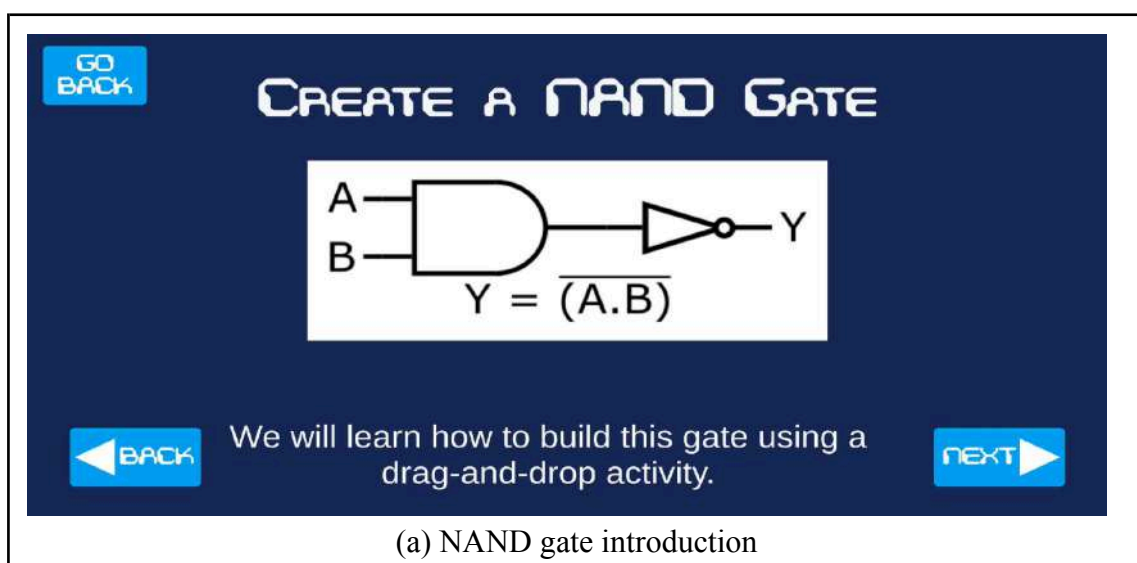 GO
BACK
CREATE A NAND GATE
A
B
Y
Y = (A.B)
BACK
We will learn how to build this gate using a
drag-and-drop activity.
NEXT
(a) NAND gate introduction